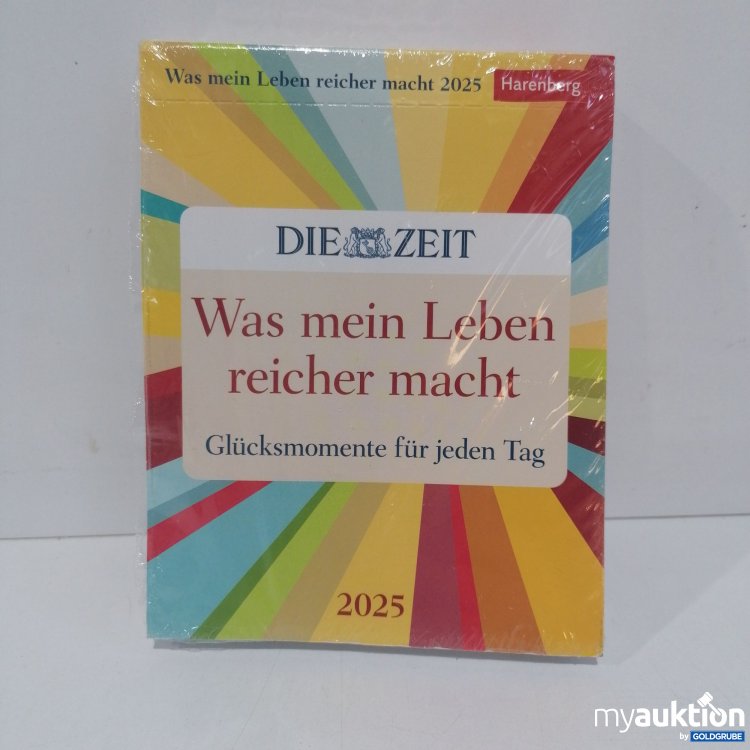 Was mein Leben reicher macht 2025
Harenberg
DIE ZEIT
Was mein Leben
reicher macht
Glücksmomente für jeden Tag
2025
myauktion
by GOLDGRUBE